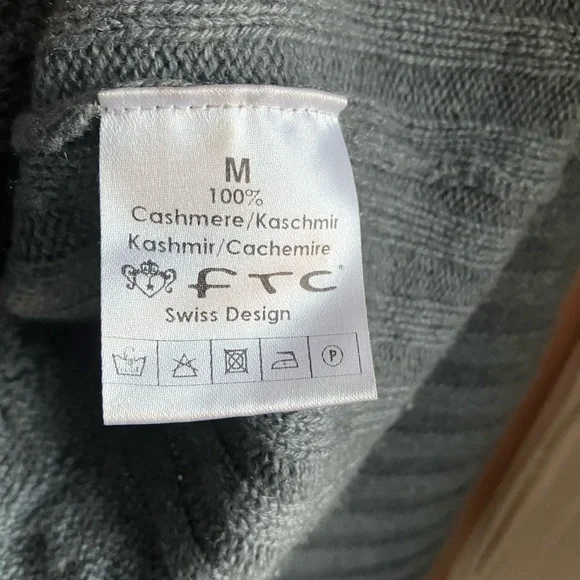 M
100%
Cashmere/Kaschmir
Kashmir/Cachemire
FTC
Swiss Design
P